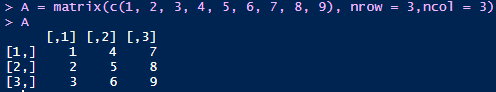 > A = matrix(c(1, 2, 3, 4, 5, 6, 7, 8, 9), nrow = 3,ncol = 3)
> A
     [,1] [,2] [,3]
[1,]    1    4    7
[2,]    2    5    8
[3,]    3    6    9